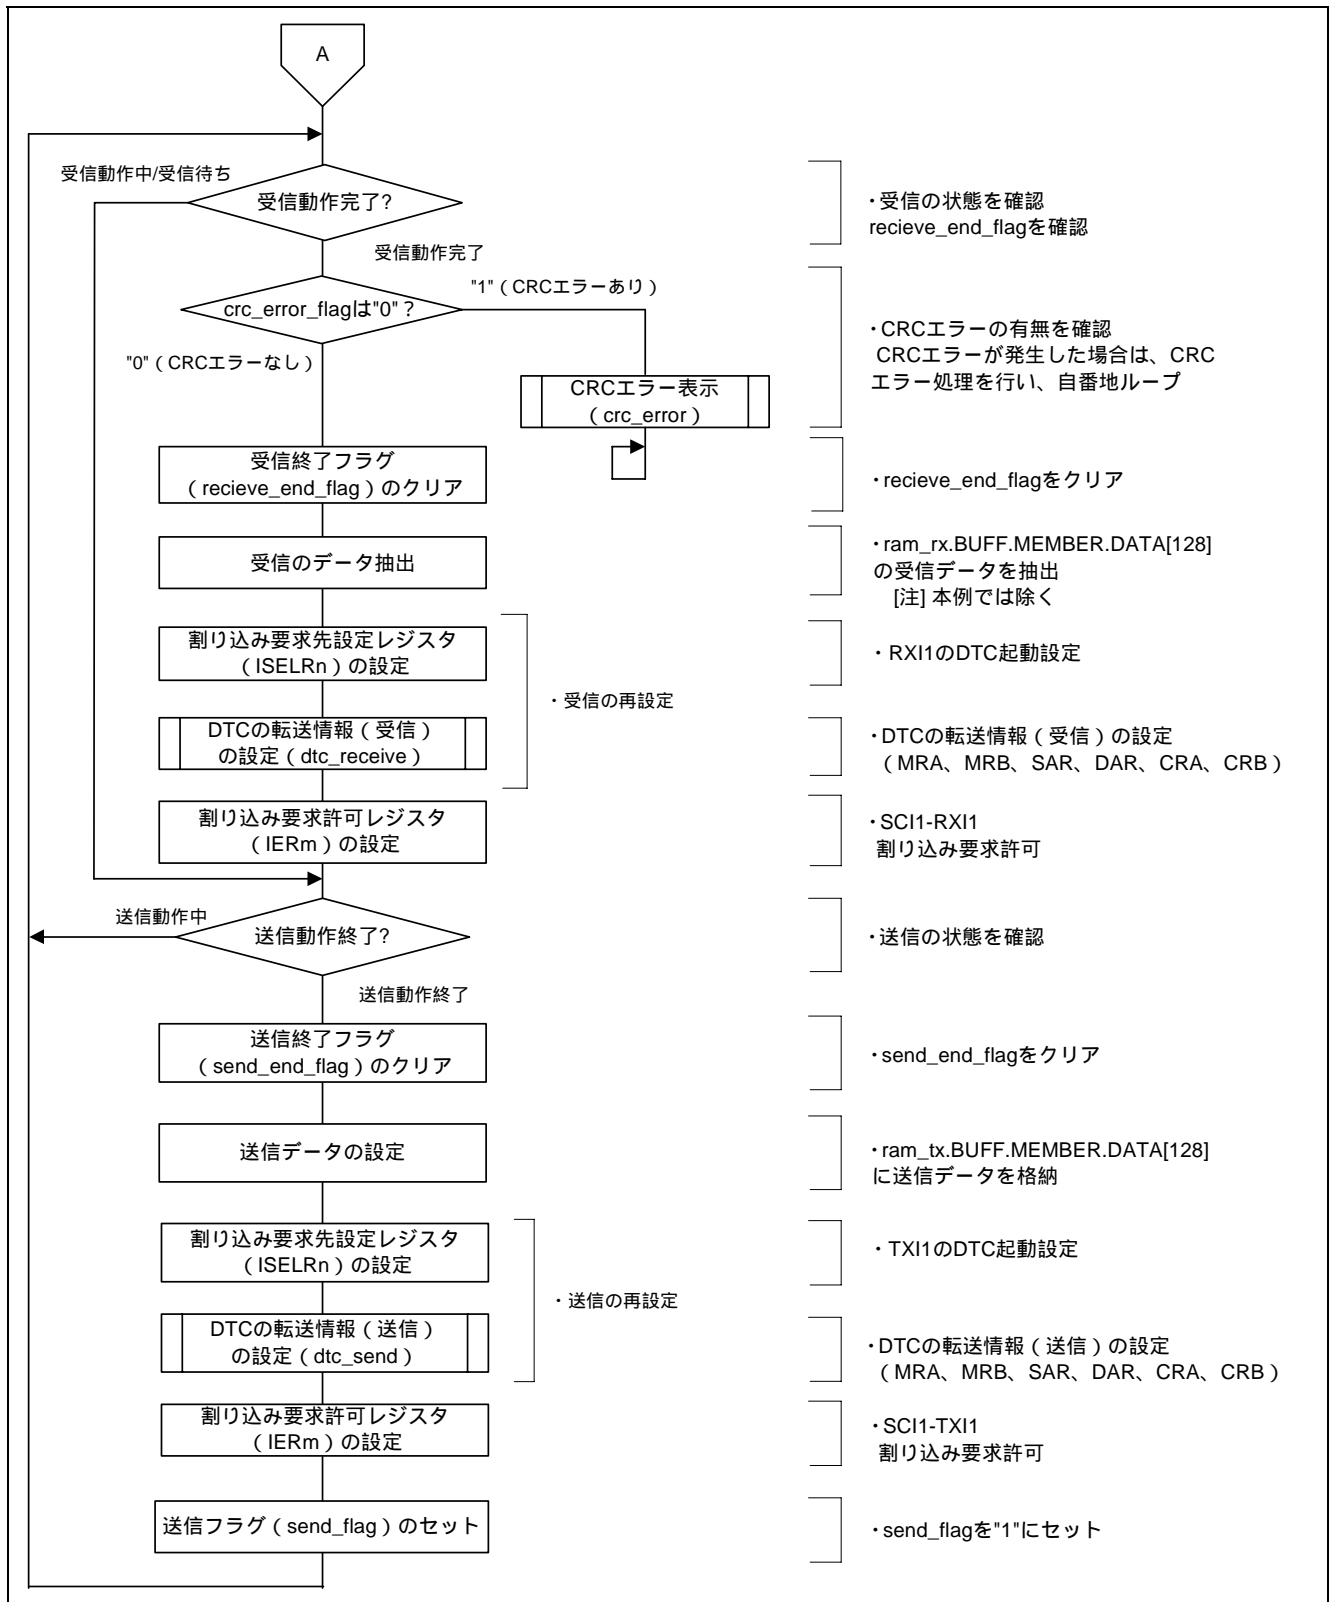 A
受信動作中/受信待ち
受信動作完了?
・受信の状態を確認
recieve_end_flagを確認
受信動作完了
crc_error_flagは"0"？
"1"（CRCエラーあり）
"0"（CRCエラーなし）
・CRCエラーの有無を確認
CRCエラーが発生した場合は、CRC
エラー処理を行い、自番地ループ
CRCエラー表示
（crc_error）
受信終了フラグ
（recieve_end_flag）のクリア
・recieve_end_flagをクリア
受信のデータ抽出
・ram_rx.BUFF.MEMBER.DATA[128]
の受信データを抽出
[注] 本例では除く
割り込み要求先設定レジスタ
（ISELRn）の設定
・RXI1のDTC起動設定
・受信の再設定
DTCの転送情報（受信）
の設定（dtc_receive）
・DTCの転送情報（受信）の設定
（MRA、MRB、SAR、DAR、CRA、CRB）
割り込み要求許可レジスタ
（IERm）の設定
・SCI1-RXI1
割り込み要求許可
送信動作中
送信動作終了?
・送信の状態を確認
送信動作終了
送信終了フラグ
（send_end_flag）のクリア
・send_end_flagをクリア
送信データの設定
・ram_tx.BUFF.MEMBER.DATA[128]
に送信データを格納
割り込み要求先設定レジスタ
（ISELRn）の設定
・TXI1のDTC起動設定
・送信の再設定
DTCの転送情報（送信）
の設定（dtc_send）
・DTCの転送情報（送信）の設定
（MRA、MRB、SAR、DAR、CRA、CRB）
割り込み要求許可レジスタ
（IERm）の設定
・SCI1-TXI1
割り込み要求許可
送信フラグ（send_flag）のセット
・send_flagを"1"にセット